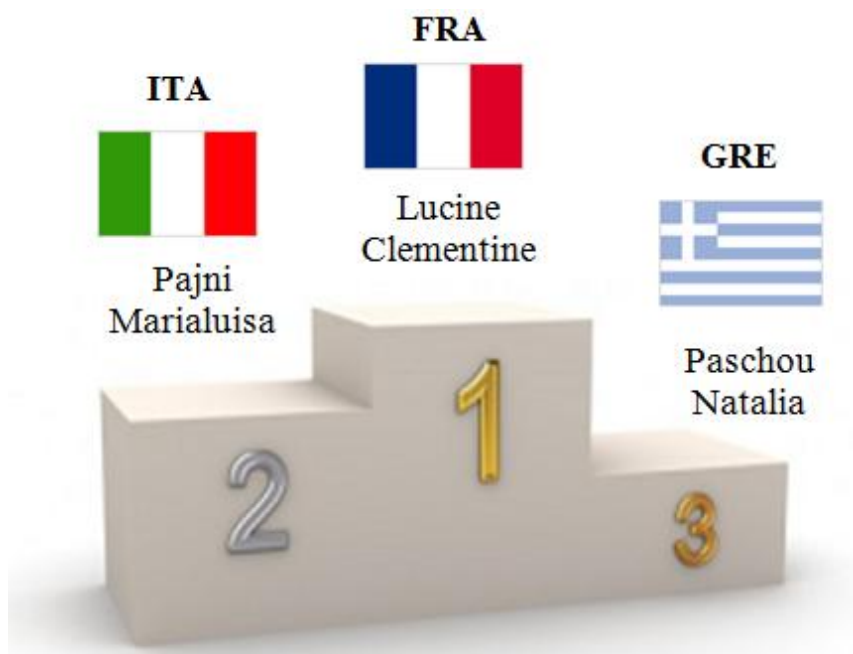 FRA
Lucine
Clementine
ITA
Pajni
Marialuisa
GRE
Paschou
Natalia
1
2
3